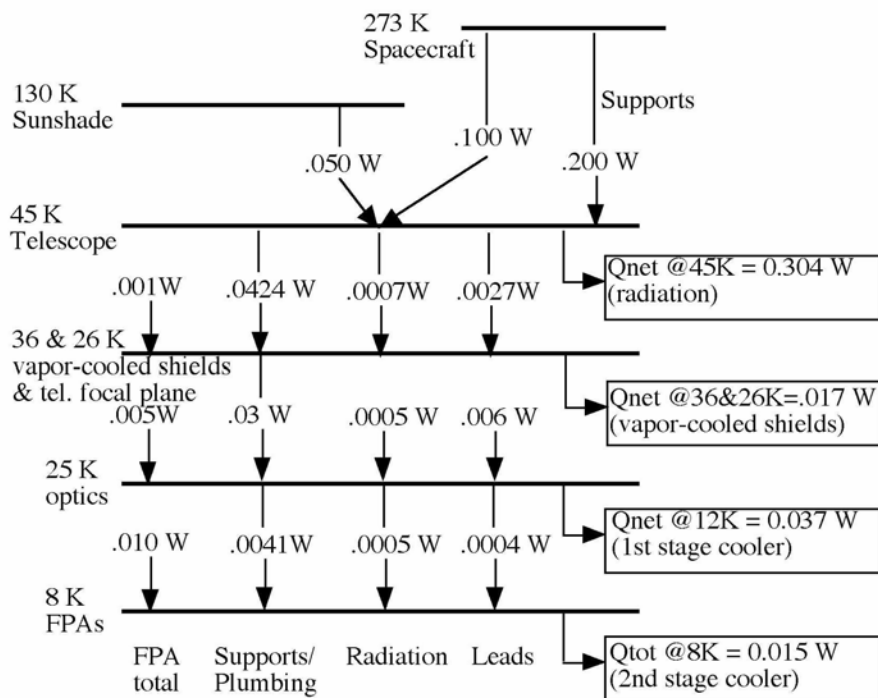 273 K
Spacecraft
130 K
Sunshade
Supports
.100 W
.050 W
.200 W
45 K
Telescope
Qnet @45K = 0.304 W
(radiation)
.001W
.0424 W
.0007W
.0027W
36 & 26 K
vapor-cooled shields
& tel. focal plane
Qnet @36&26K=.017 W
(vapor-cooled shields)
.005W
.03 W
.0005 W
.006 W
25 K
optics
Qnet @12K = 0.037 W
(1st stage cooler)
.010 W
.0041W
.0005 W
.0004 W
8 K
FPAs
FPA
total
Supports/
Plumbing
Radiation
Leads
Qtot @8K = 0.015 W
(2nd stage cooler)